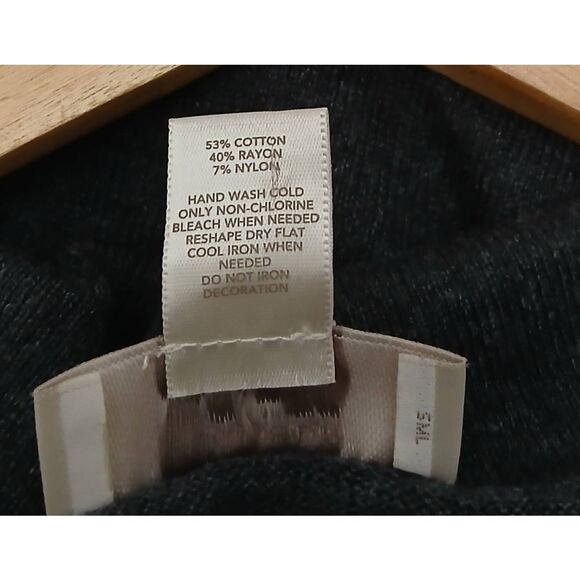 53% COTTON
40% RAYON
7% NYLON
HAND WASH COLD
ONLY NON-CHLORINE
BLEACH WHEN NEEDED
RESHAPE DRY FLAT
COOL IRON WHEN
NEEDED
DO NOT IRON
DECORATION
SML